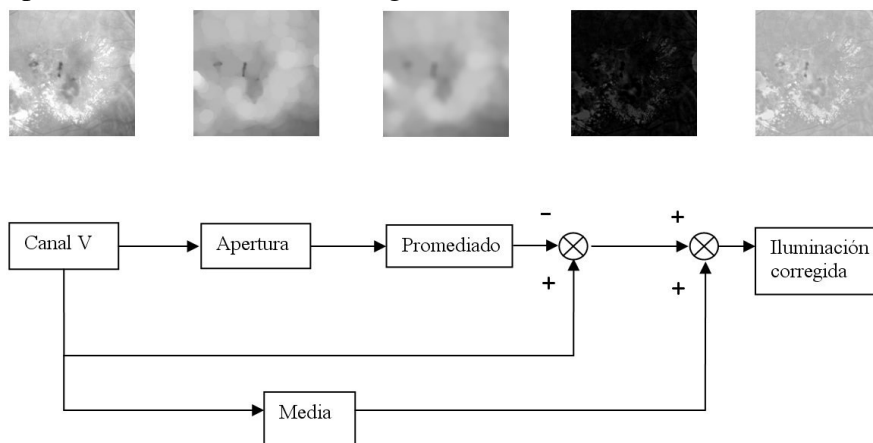 Canal V
Apertura
Promediado
Iluminación
corregida
Media
-
+
+
+